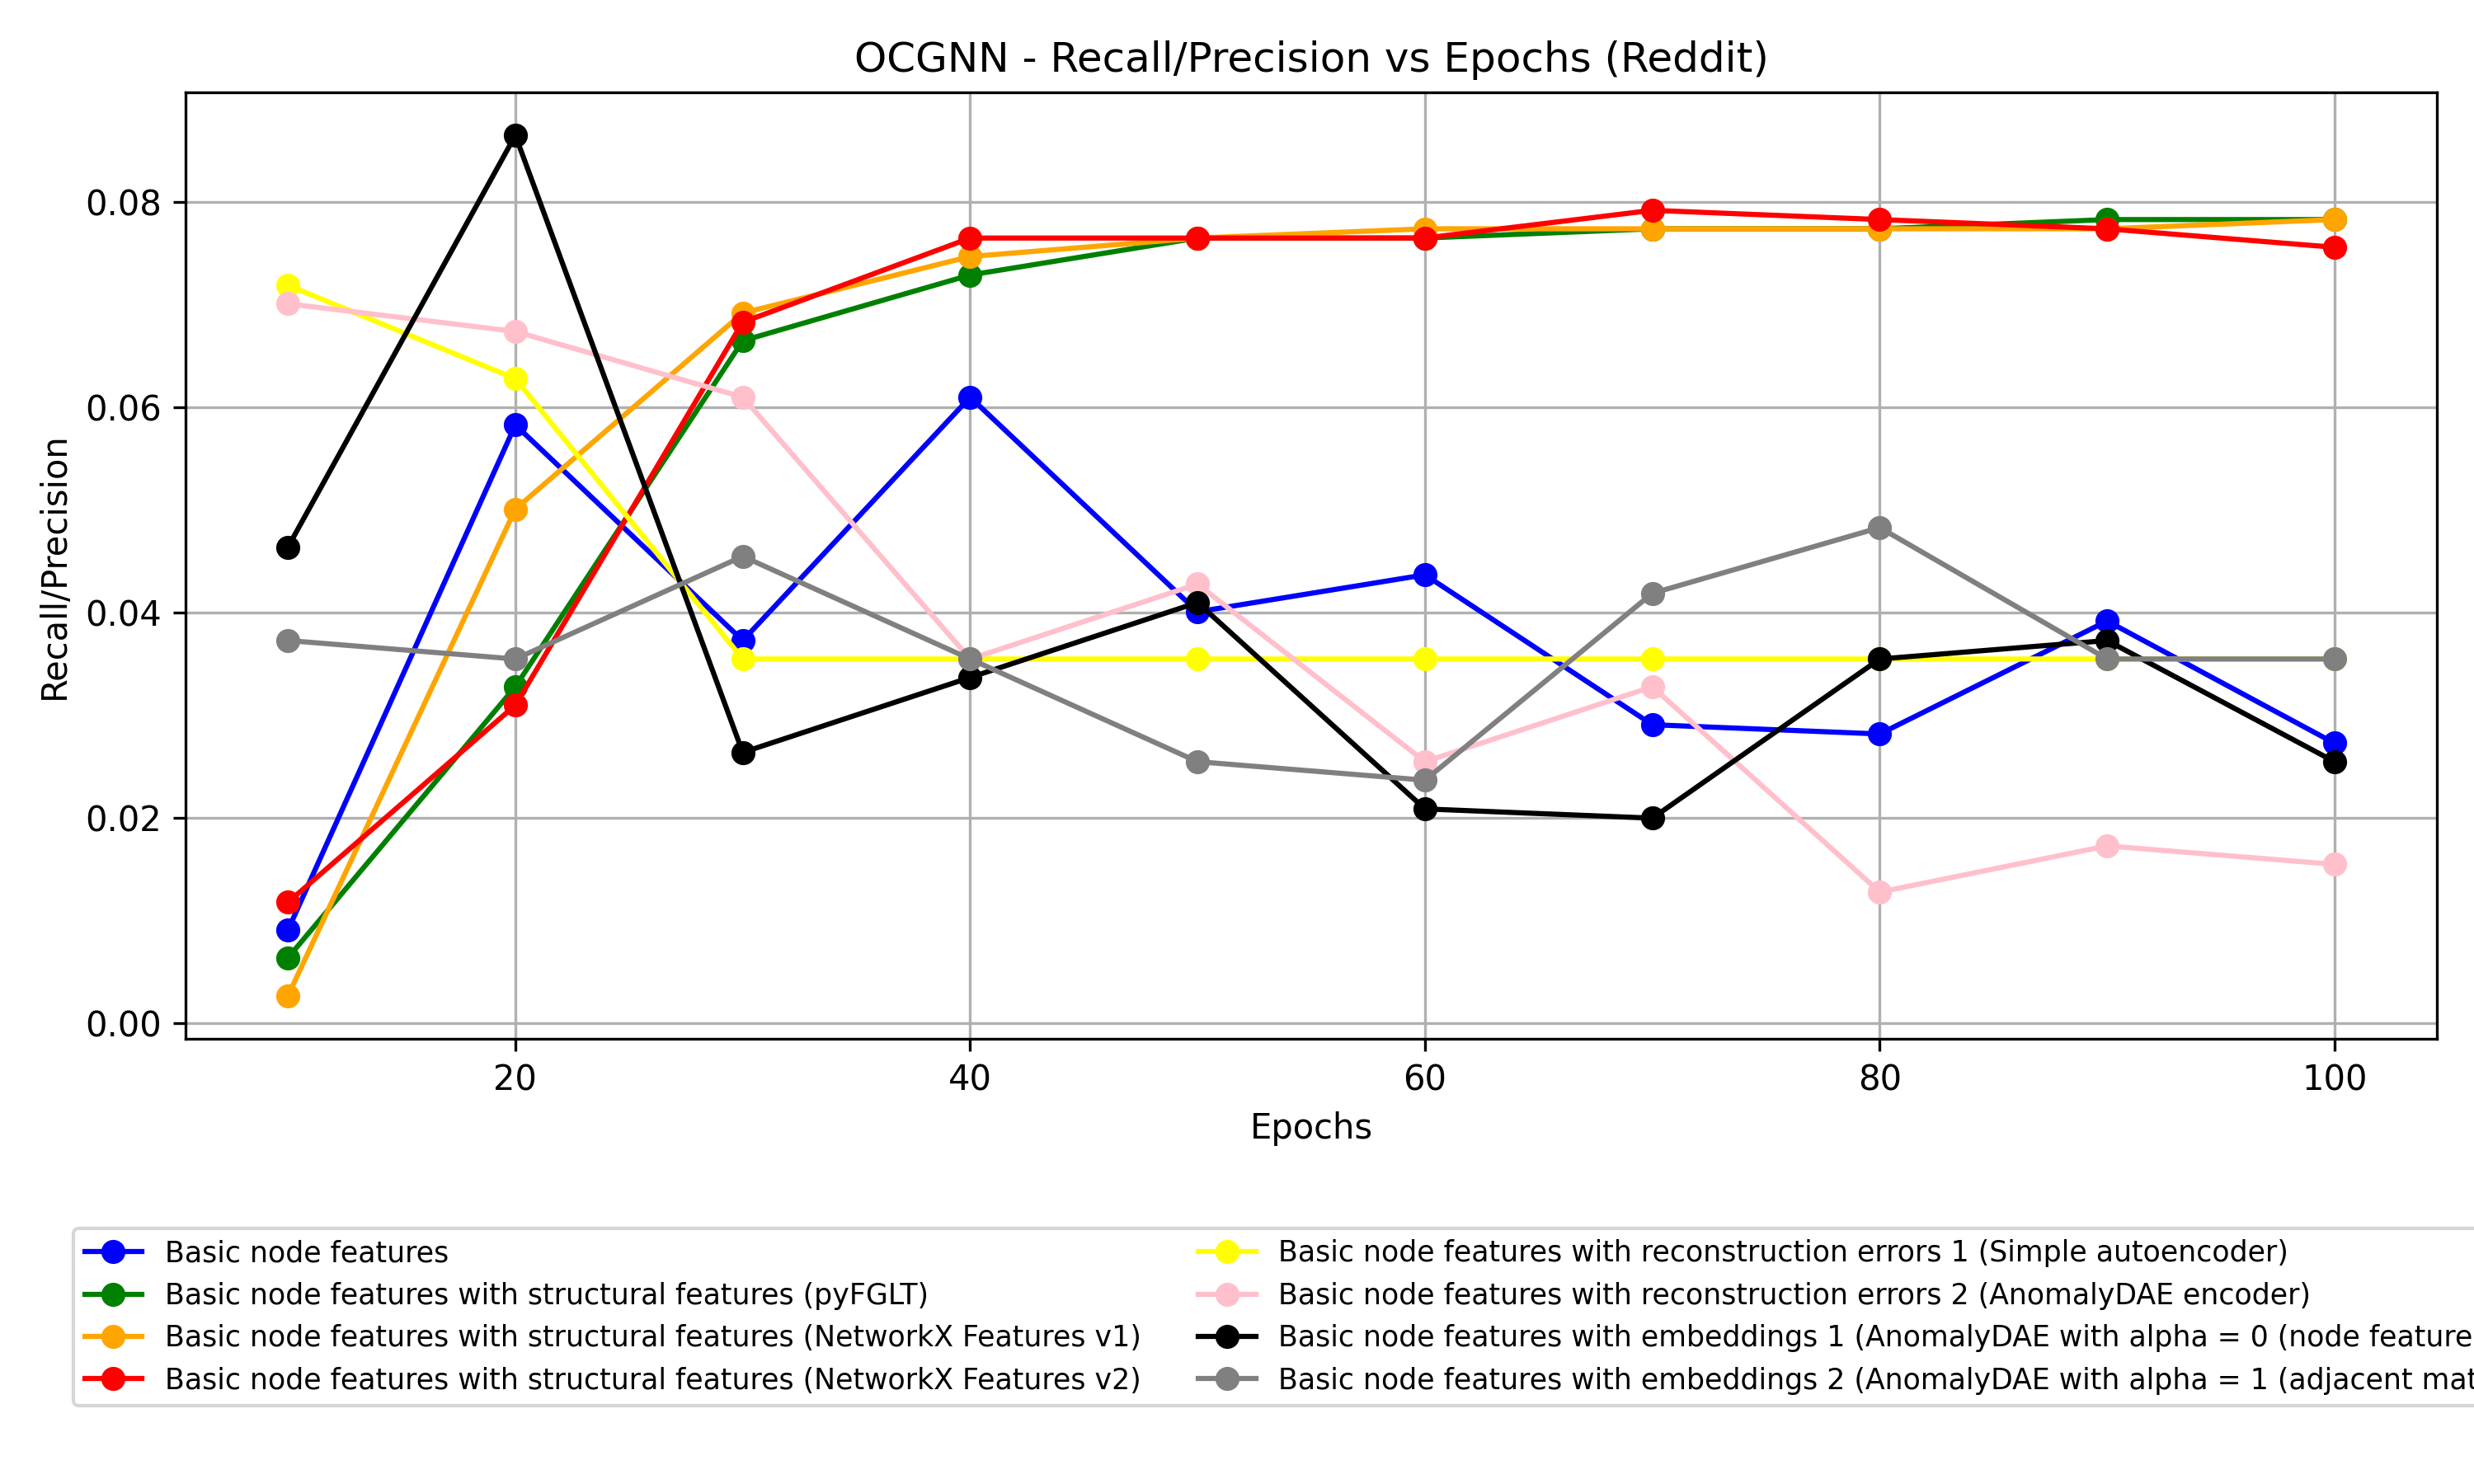 OCGNN - Recall/Precision vs Epochs (Reddit)
Recall/Precision
0.08
0.06
0.04
0.02
0.00
20 40 60 80 100
Epochs
Basic node features
Basic node features with structural features (pyFGLT)
Basic node features with structural features (NetworkX Features v1)
Basic node features with structural features (NetworkX Features v2)
Basic node features with reconstruction errors 1 (Simple autoencoder)
Basic node features with reconstruction errors 2 (AnomalyDAE encoder)
Basic node features with embeddings 1 (AnomalyDAE with alpha = 0 (node feature
Basic node features with embeddings 2 (AnomalyDAE with alpha = 1 (adjacent mat